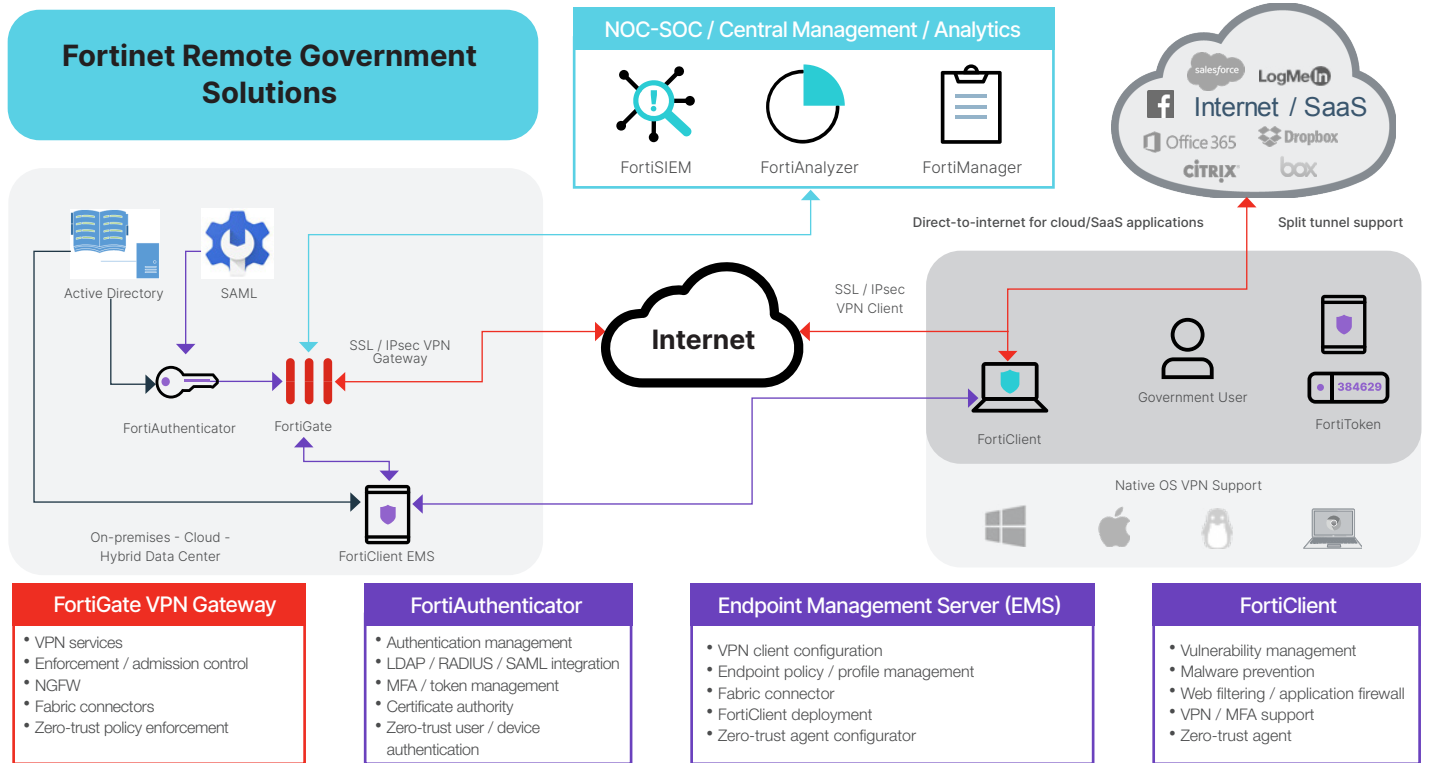 Fortinet Remote Government
Solutions
NOC-SOC / Central Management / Analytics
FortiSIEM
FortiAnalyzer
FortiManager
salesforce
LogMeIn
Internet / SaaS
Office 365
Dropbox
CİTRIX
box
Direct-to-internet for cloud/SaaS applications
Split tunnel support
Active Directory
SAML
SSL / IPsec VPN
Gateway
FortiAuthenticator
FortiGate
On-premises - Cloud -
Hybrid Data Center
FortiClient EMS
Internet
SSL / IPsec
VPN Client
FortiClient
Government User
384629
FortiToken
Native OS VPN Support
FortiGate VPN Gateway
• VPN services
• Enforcement / admission control
• NGFW
• Fabric connectors
• Zero-trust policy enforcement
FortiAuthenticator
• Authentication management
• LDAP / RADIUS / SAML integration
• MFA / token management
• Certificate authority
• Zero-trust user / device
authentication
Endpoint Management Server (EMS)
• VPN client configuration
• Endpoint policy / profile management
• Fabric connector
• FortiClient deployment
• Zero-trust agent configurator
FortiClient
• Vulnerability management
• Malware prevention
• Web filtering / application firewall
• VPN / MFA support
• Zero-trust agent